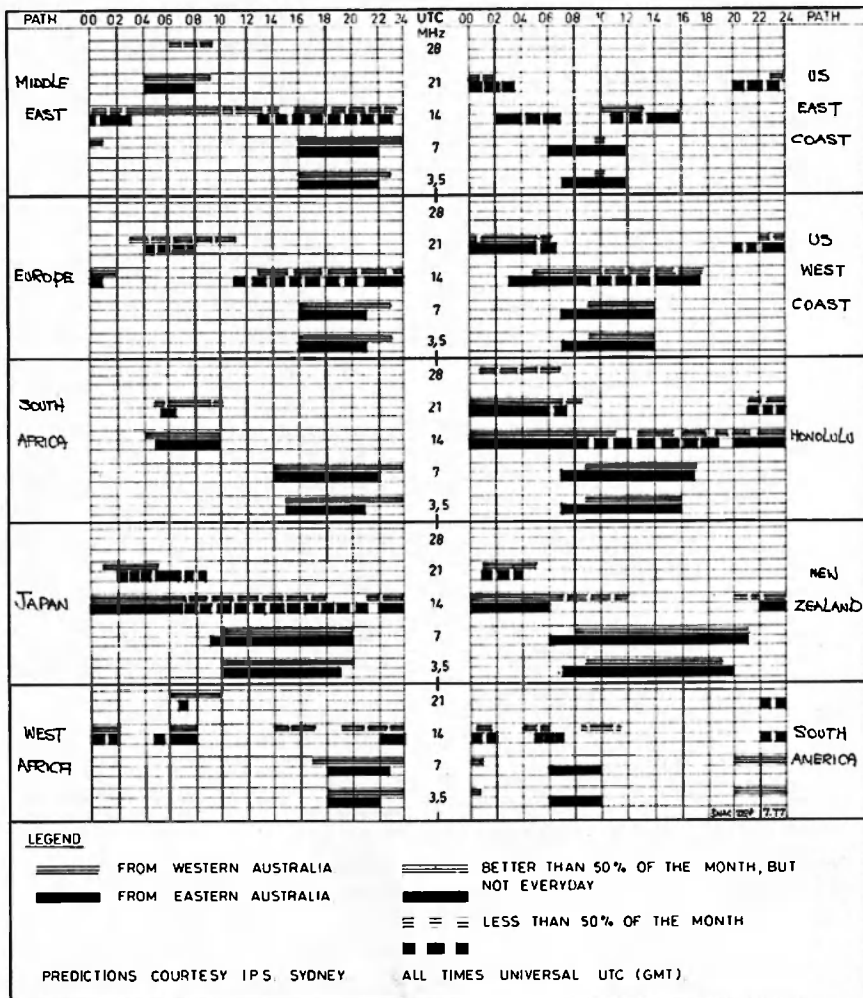 PATH 00 02 04 06 08 10 12 14 16 18 20 22 24 UTC 00 02 04 06 08 10 12 14 16 18 20 22 24 PATH
MHz
28
MIDDLE 21 US
EAST 14 EAST
7 COAST
3,5
28
21 US
EUROPE 14 WEST
7 COAST
3,5
28
SOUTH 21
AFRICA 14 HONOLULU
7
3,5
28
21 NEW
JAPAN 14 ZEALAND
7
3,5
21
WEST 14 SOUTH
AFRICA 7 AMERICA
3,5
7.77
LEGEND
FROM WESTERN AUSTRALIA
FROM EASTERN AUSTRALIA
BETTER THAN 50% OF THE MONTH, BUT
NOT EVERYDAY
LESS THAN 50% OF THE MONTH
PREDICTIONS COURTESY IPS, SYDNEY ALL TIMES UNIVERSAL UTC (GMT)